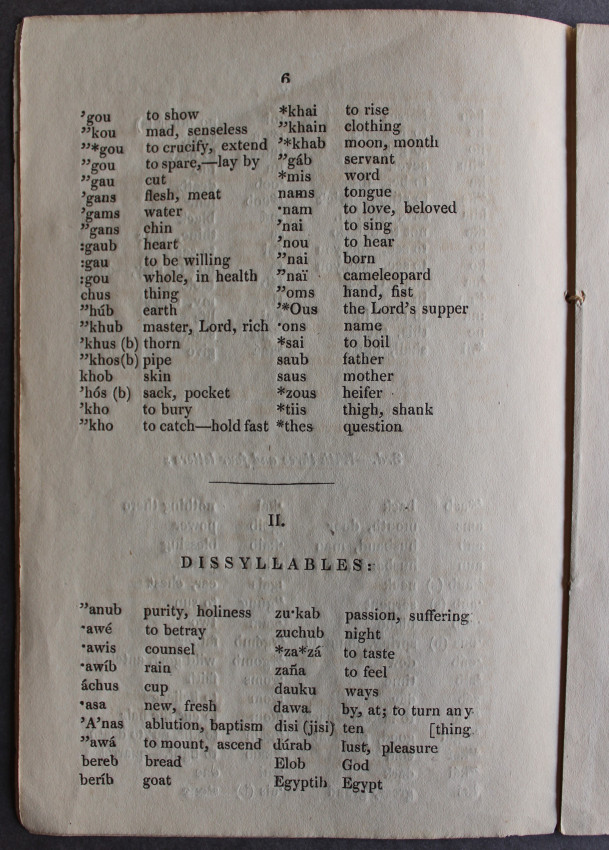 6
’gou to show *khai to rise
”kou mad, senseless ”khain clothing
”*gou to crucify, extend ’*khab moon, month
”gou to spare,—lay by ”gáb servant
”gau cut *mis word
’gans flesh, meat nams tongue
’gams water ·nam to love, beloved
”gans chin ’nai to sing
:gaub heart ’nou to hear
:gau to be willing ”nai born
:gou whole, in health ”naï cameleopard
chus thing ”oms hand, fist
”húb earth ’*Ous the Lord’s supper
”khub master, Lord, rich ·ons name
’khus (b) thorn *sai to boil
”khos(b) pipe saub father
khob skin saus mother
’hós (b) sack, pocket *zous heifer
’kho to bury *tiis thigh, shank
”kho to catch—hold fast *thes question
II.
DISSYLLABLES:
”anub purity, holiness zu·kab passion, suffering
·awé to betray zuchub night
·awis counsel *za*zá to taste
·awíb rain zaña to feel
áchus cup dauku ways
·asa new, fresh dawa. by, at; to turn any
’A’nas ablution, baptism disi (jisi) ten [thing
”awá to mount, ascend dúrab lust, pleasure
bereb bread Elob God
beríb goat Egyptib Egypt